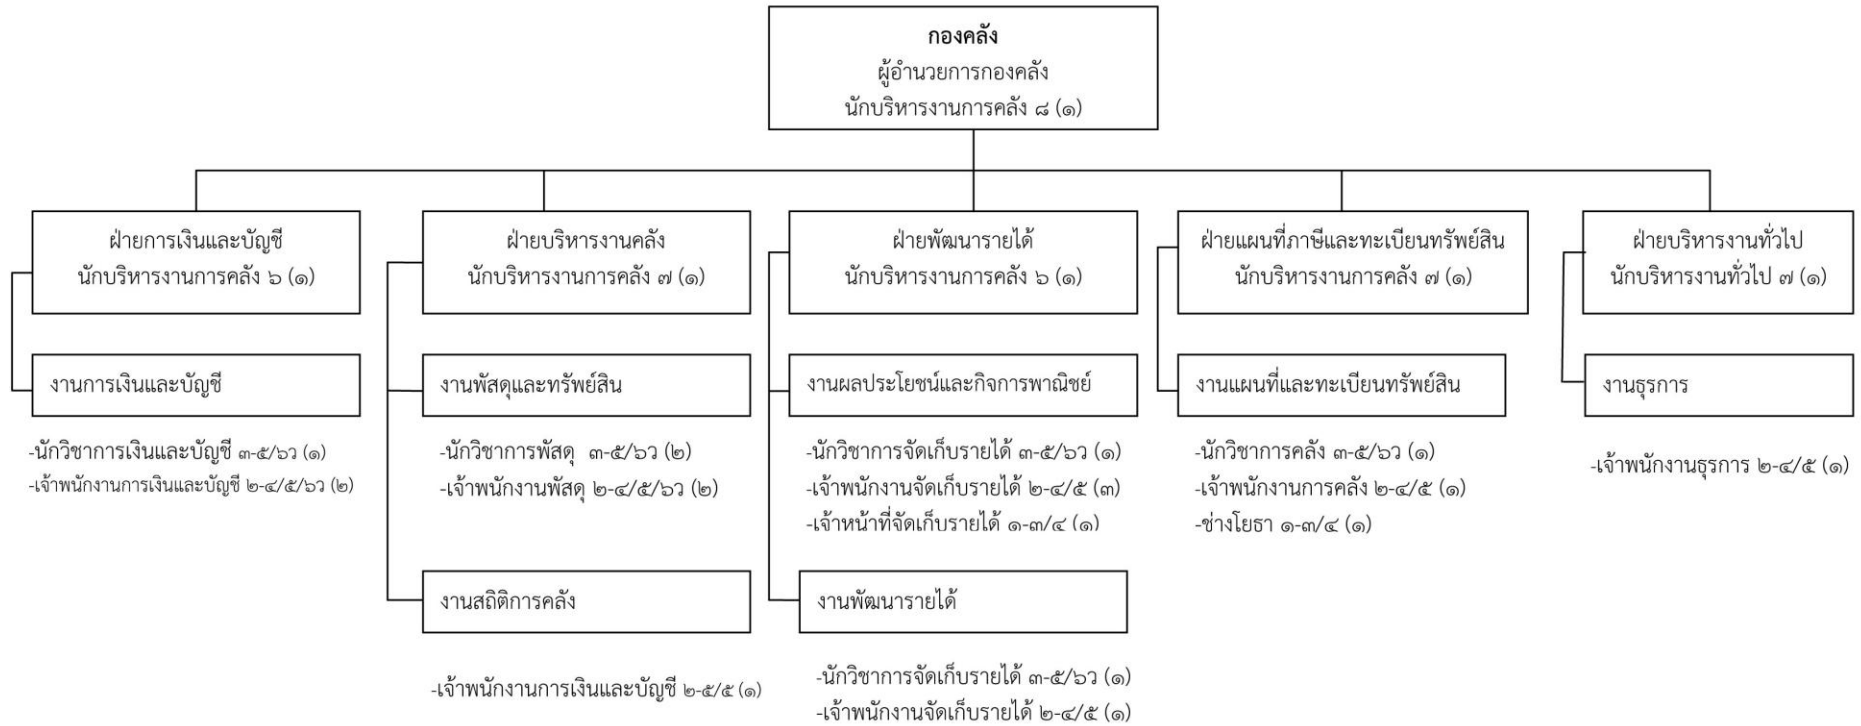 กองคลัง
ผู้อำนวยการกองคลัง
นักบริหารงานการคลัง ๘ (๑)
ฝ่ายการเงินและบัญชี
นักบริหารงานการคลัง ๖ (๑)
ฝ่ายบริหารงานคลัง
นักบริหารงานการคลัง ๗ (๑)
ฝ่ายพัฒนารายได้
นักบริหารงานการคลัง ๖ (๑)
ฝ่ายแผนที่ภาษีและทะเบียนทรัพย์สิน
นักบริหารงานการคลัง ๗ (๑)
ฝ่ายบริหารงานทั่วไป
นักบริหารงานทั่วไป ๗ (๑)
งานการเงินและบัญชี
-นักวิชาการเงินและบัญชี ๓-๕/๖ว (๑)
-เจ้าพนักงานการเงินและบัญชี ๒-๔/๕/๖ว (๒)
งานพัสดุและทรัพย์สิน
-นักวิชาการพัสดุ ๓-๕/๖ว (๒)
-เจ้าพนักงานพัสดุ ๒-๔/๕/๖ว (๒)
งานผลประโยชน์และกิจการพาณิชย์
-นักวิชาการจัดเก็บรายได้ ๓-๕/๖ว (๑)
-เจ้าพนักงานจัดเก็บรายได้ ๒-๔/๕ (๓)
-เจ้าหน้าที่จัดเก็บรายได้ ๑-๓/๔ (๑)
งานแผนที่และทะเบียนทรัพย์สิน
-นักวิชาการคลัง ๓-๕/๖ว (๑)
-เจ้าพนักงานการคลัง ๒-๔/๕ (๑)
-ช่างโยธา ๑-๓/๔ (๑)
งานธุรการ
-เจ้าพนักงานธุรการ ๒-๔/๕ (๑)
งานสถิติการคลัง
-เจ้าพนักงานการเงินและบัญชี ๒-๕/๕ (๑)
งานพัฒนารายได้
-นักวิชาการจัดเก็บรายได้ ๓-๕/๖ว (๑)
-เจ้าพนักงานจัดเก็บรายได้ ๒-๔/๕ (๑)